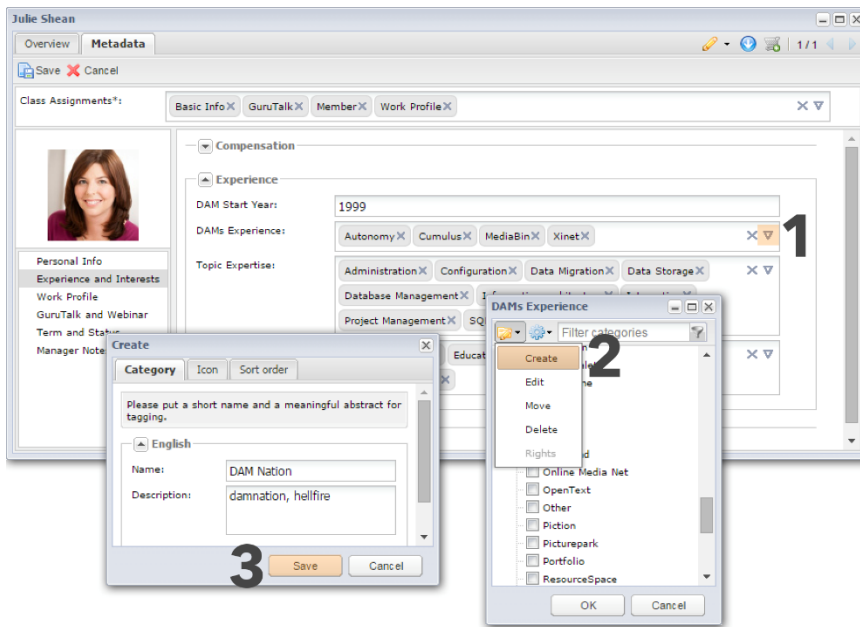 Julie Shean
Overview Metadata 1/1
Save Cancel
Class Assignments*: Basic Info GuruTalk Member Work Profile
Compensation
Experience
DAM Start Year: 1999
DAMs Experience: Autonomy Cumulus MediaBin Xinet
1
Topic Expertise: Administration Configuration Data Migration Data Storage
Database Management
Project Management
Personal Info
Experience and Interests
Work Profile
GuruTalk and Webinar
Term and Status
Manager Note
DAMs Experience
Filter categories
2
Create
Edit
Move
Delete
Rights
Online Media Net
OpenText
Other
Piction
Picturepark
Portfolio
ResourceSpace
OK Cancel
Create
Category Icon Sort order
Please put a short name and a meaningful abstract for
tagging.
English
Name: DAM Nation
Description: damnation, hellfire
3
Save Cancel